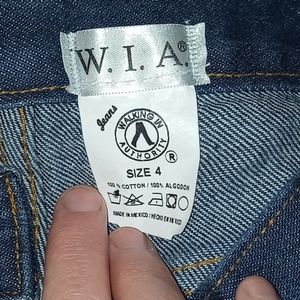 W. I. A.®
Jeans
WALKING IN
AUTHORITY
®
SIZE 4
100 % COTTON / 100% ALGODON
MADE IN MEXICO / HECHO EN MEXICO